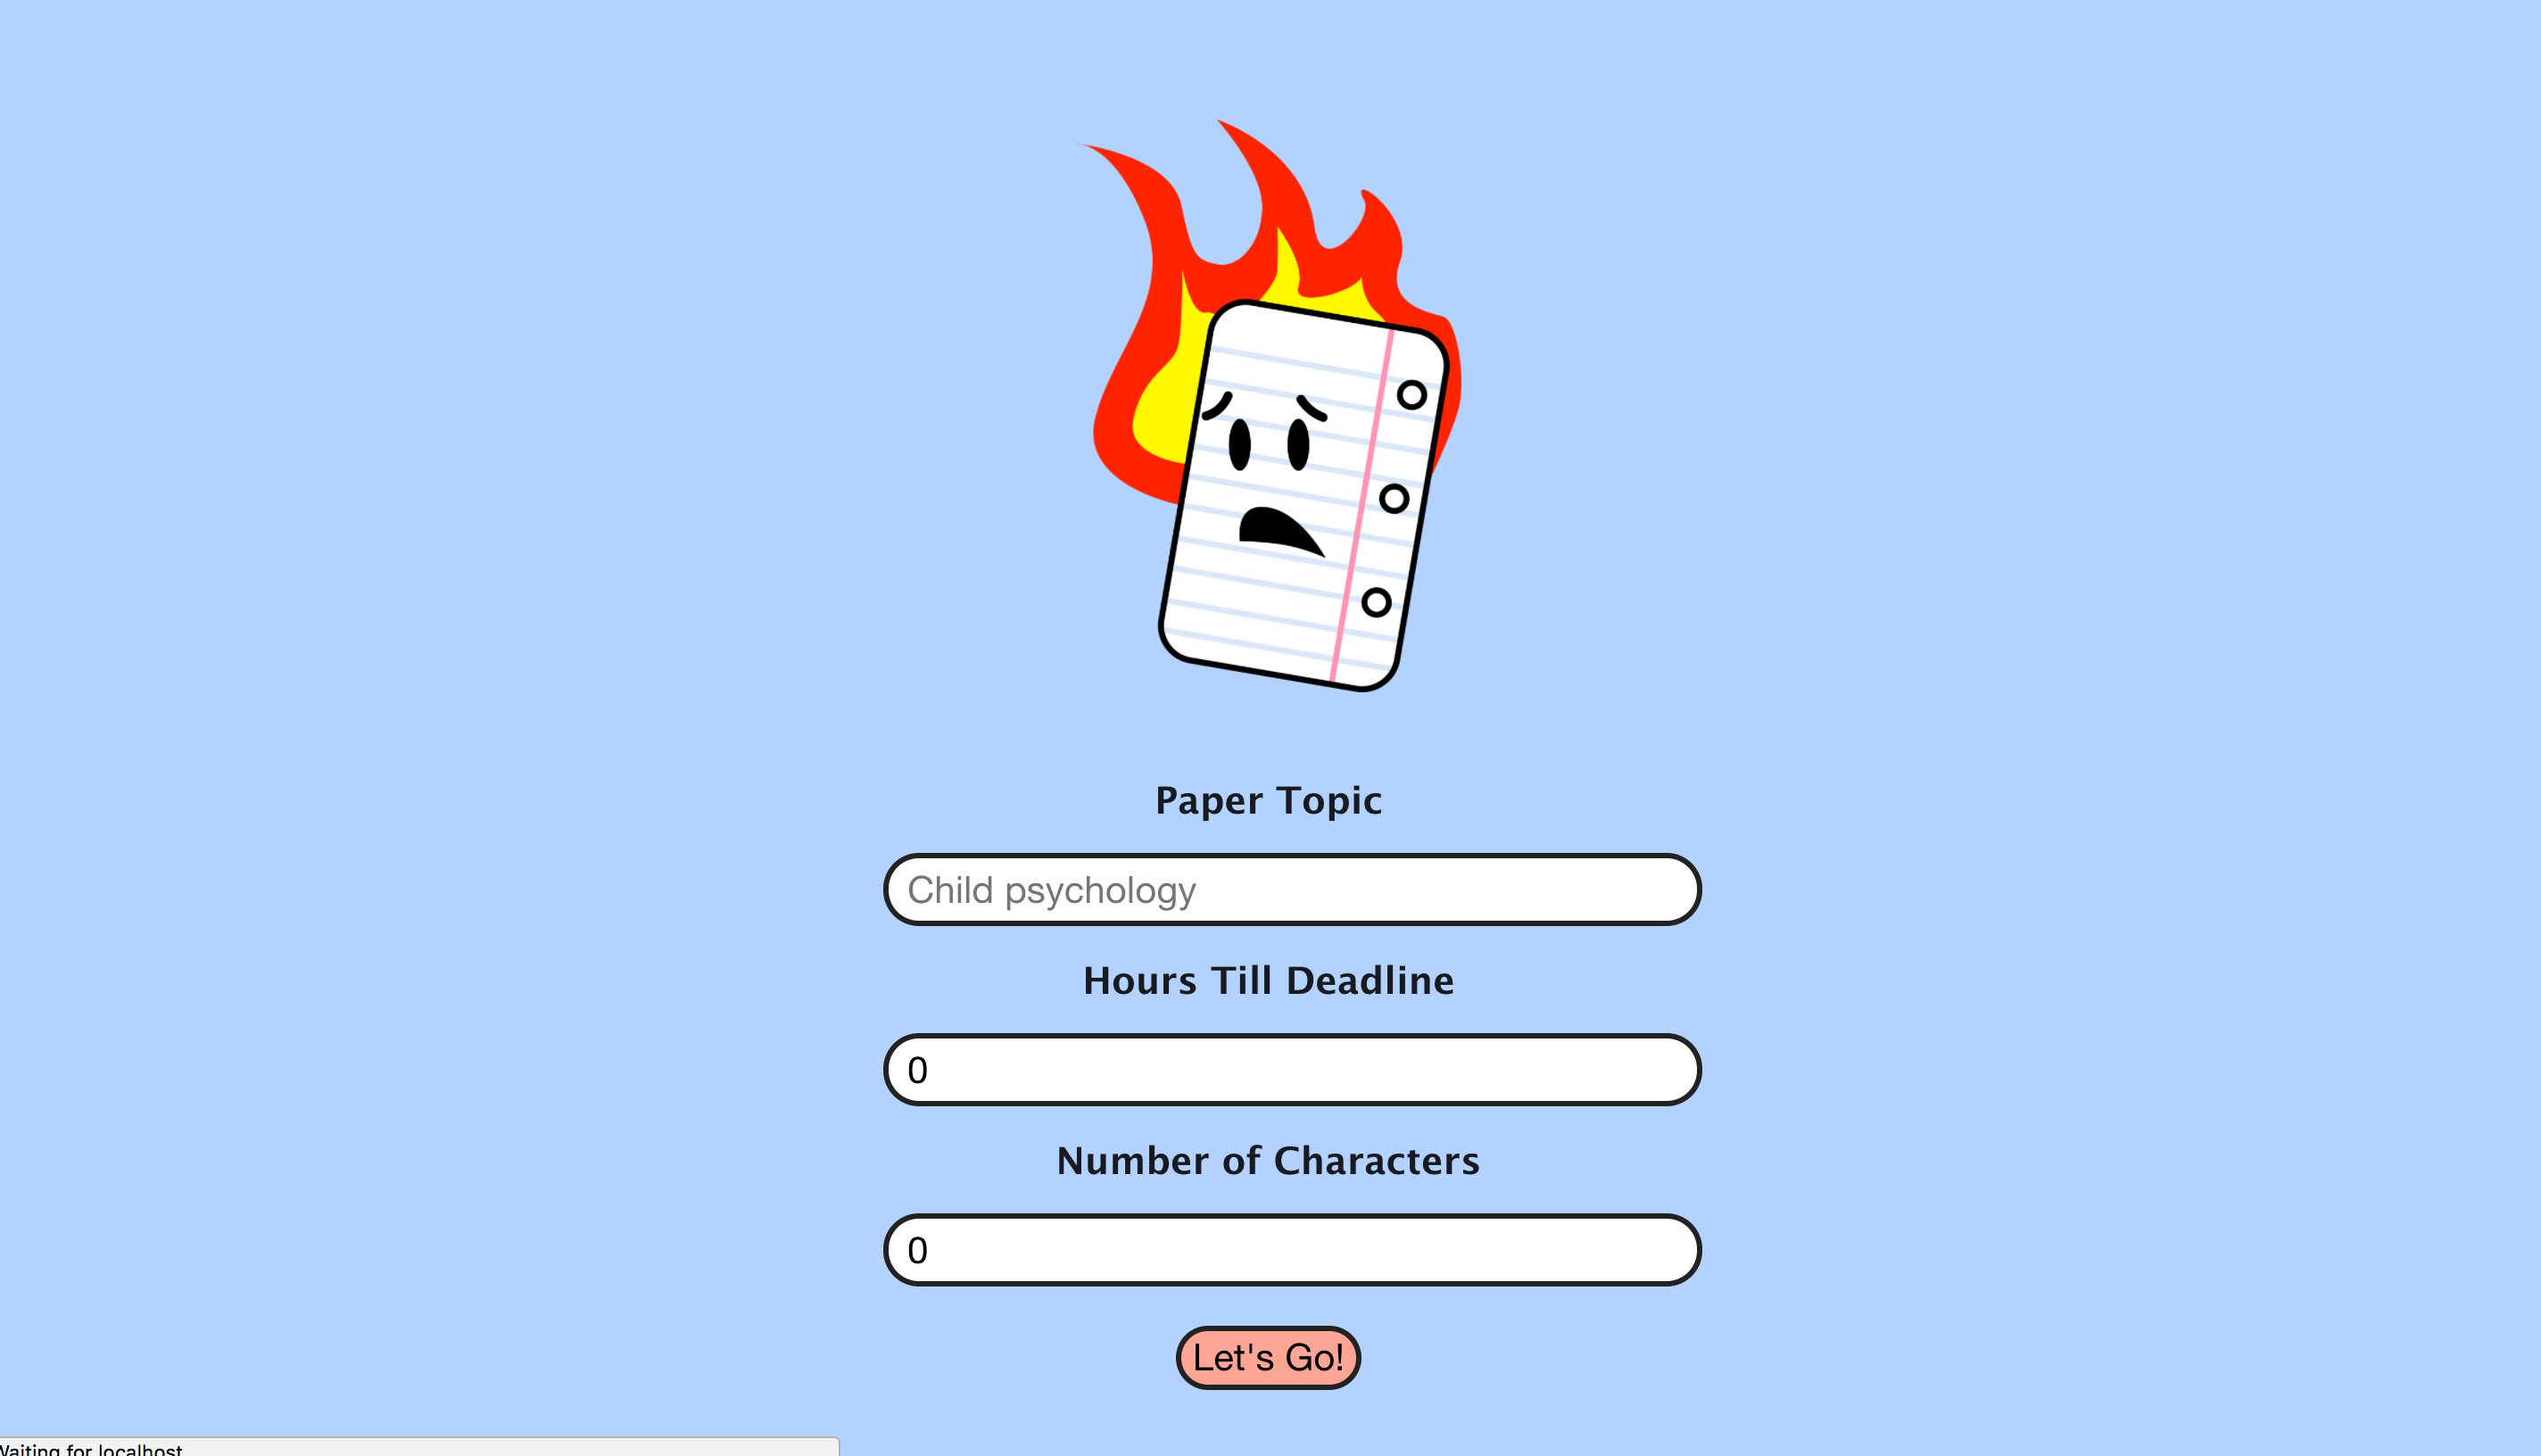 Paper Topic
Child psychology
Hours Till Deadline
0
Number of Characters
0
Let's Go!
Waiting for localhost